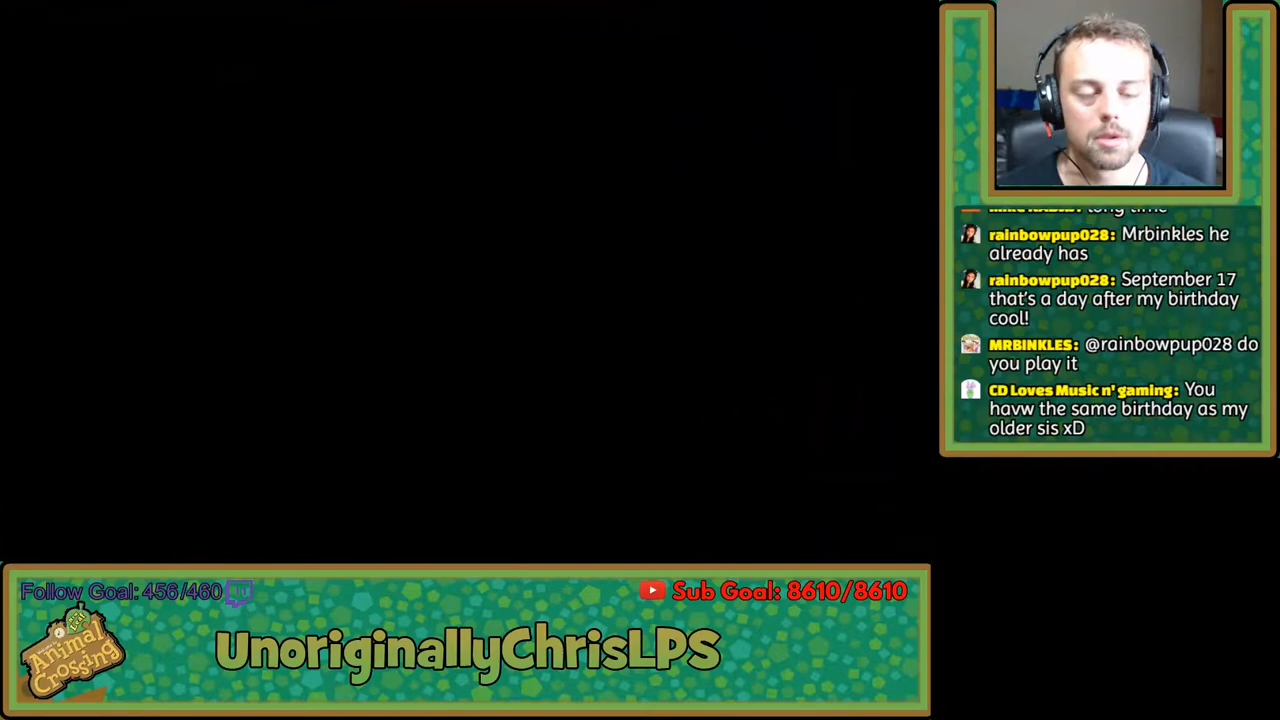 long time
rainbowpup028: Mrbinkles he
already has
rainbowpup028: September 17
that's a day after my birthday
cool!
MRBINKLES: @rainbowpup028 do
you play it
CD Loves Music n' gaming: You
havw the same birthday as my
older sis xD
Follow Goal: 456/460
Sub Goal: 8610/8610
Animal
Crossing
UnoriginallyChrisLPS